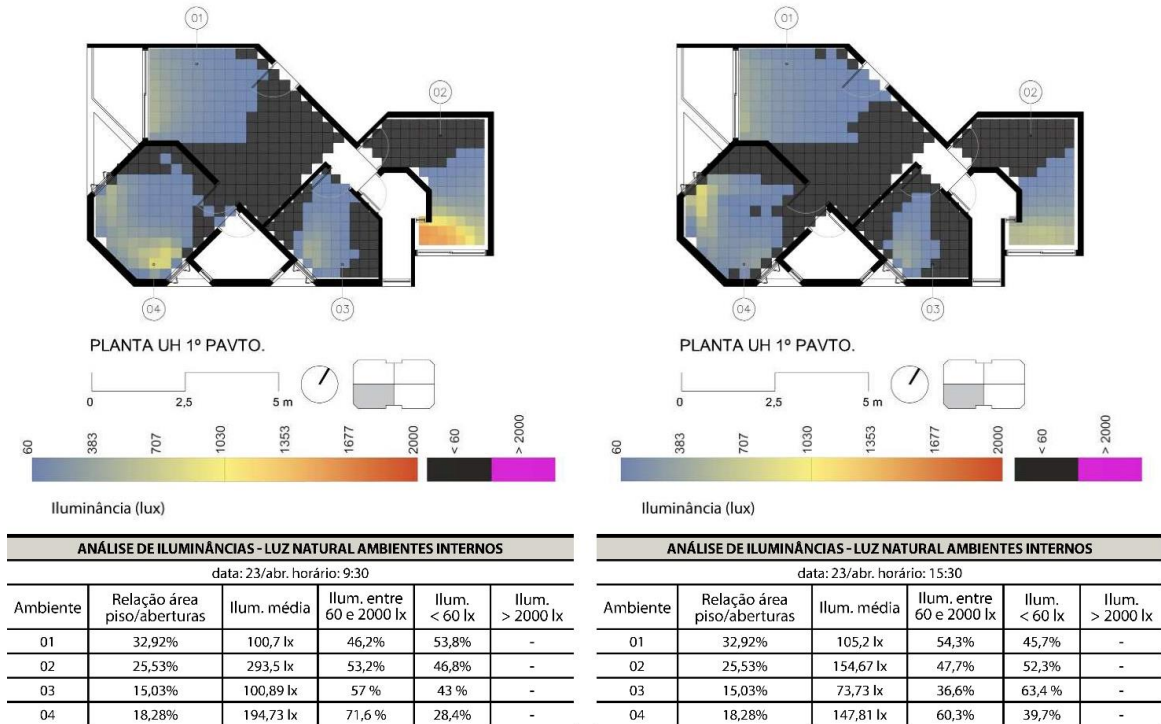 01
02
04
03
PLANTA UH 1º PAVTO.
0 2,5 5 m
60 383 707 1030 1353 1677 2000 < 60 > 2000
Iluminância (lux)
ANÁLISE DE ILUMINÂNCIAS - LUZ NATURAL AMBIENTES INTERNOS
data: 23/abr. horário: 9:30
Ambiente Relação área piso/aberturas Ilum. média Ilum. entre 60 e 2000 lx Ilum. < 60 lx Ilum. > 2000 lx
01 32,92% 100,7 lx 46,2% 53,8% -
02 25,53% 293,5 lx 53,2% 46,8% -
03 15,03% 100,89 lx 57 % 43 % -
04 18,28% 194,73 lx 71,6 % 28,4% -
01
02
04
03
PLANTA UH 1º PAVTO.
0 2,5 5 m
60 383 707 1030 1353 1677 2000 < 60 > 2000
Iluminância (lux)
ANÁLISE DE ILUMINÂNCIAS - LUZ NATURAL AMBIENTES INTERNOS
data: 23/abr. horário: 15:30
Ambiente Relação área piso/aberturas Ilum. média Ilum. entre 60 e 2000 lx Ilum. < 60 lx Ilum. > 2000 lx
01 32,92% 105,2 lx 54,3% 45,7% -
02 25,53% 154,67 lx 47,7% 52,3% -
03 15,03% 73,73 lx 36,6% 63,4 % -
04 18,28% 147,81 lx 60,3% 39,7% -